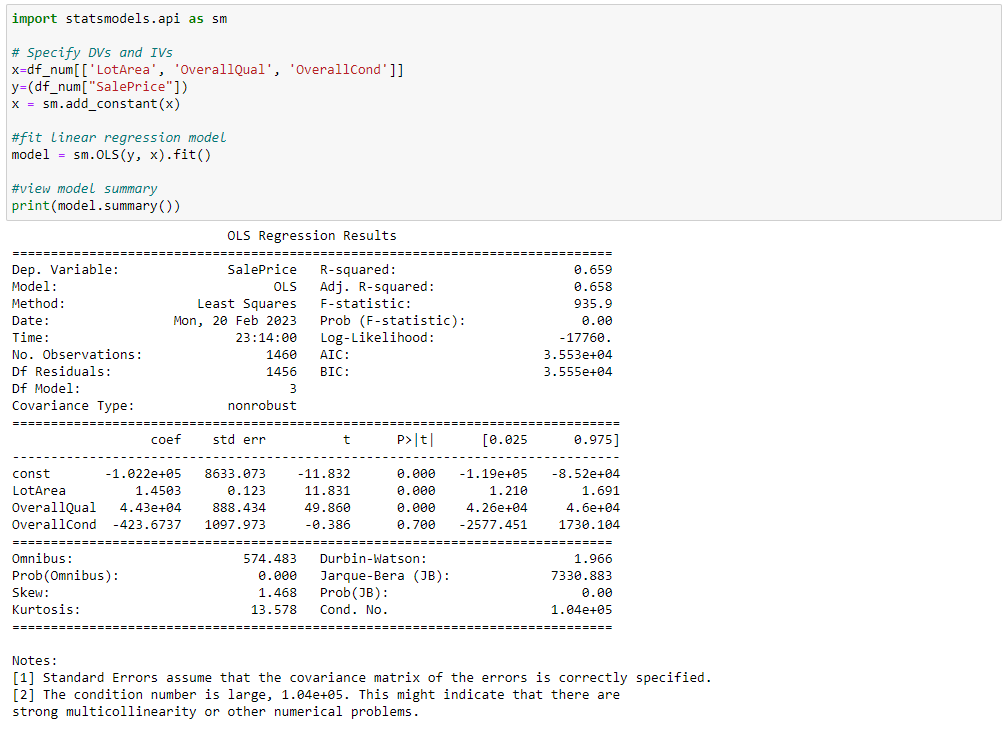 import statsmodels.api as sm

# Specify DVs and IVs
x=df_num[['LotArea', 'OverallQual', 'OverallCond']]
y=(df_num["SalePrice"])
x = sm.add_constant(x)

#fit linear regression model
model = sm.OLS(y, x).fit()

#view model summary
print(model.summary())
                            OLS Regression Results
==============================================================================
Dep. Variable:              SalePrice   R-squared:                       0.659
Model:                            OLS   Adj. R-squared:                  0.658
Method:                 Least Squares   F-statistic:                     935.9
Date:                Mon, 20 Feb 2023   Prob (F-statistic):               0.00
Time:                        23:14:00   Log-Likelihood:                -17760.
No. Observations:                1460   AIC:                         3.553e+04
Df Residuals:                    1456   BIC:                         3.555e+04
Df Model:                           3
Covariance Type:            nonrobust
===============================================================================
                  coef    std err          t      P>|t|      [0.025      0.975]
-------------------------------------------------------------------------------
const       -1.022e+05   8633.073    -11.832      0.000   -1.19e+05   -8.52e+04
LotArea         1.4503      0.123     11.831      0.000       1.210       1.691
OverallQual   4.43e+04    888.434     49.860      0.000    4.26e+04     4.6e+04
OverallCond  -423.6737   1097.973     -0.386      0.700   -2577.451    1730.104
==============================================================================
Omnibus:                      574.483   Durbin-Watson:                   1.966
Prob(Omnibus):                  0.000   Jarque-Bera (JB):             7330.883
Skew:                           1.468   Prob(JB):                         0.00
Kurtosis:                      13.578   Cond. No.                     1.04e+05
==============================================================================

Notes:
[1] Standard Errors assume that the covariance matrix of the errors is correctly specified.
[2] The condition number is large, 1.04e+05. This might indicate that there are
strong multicollinearity or other numerical problems.